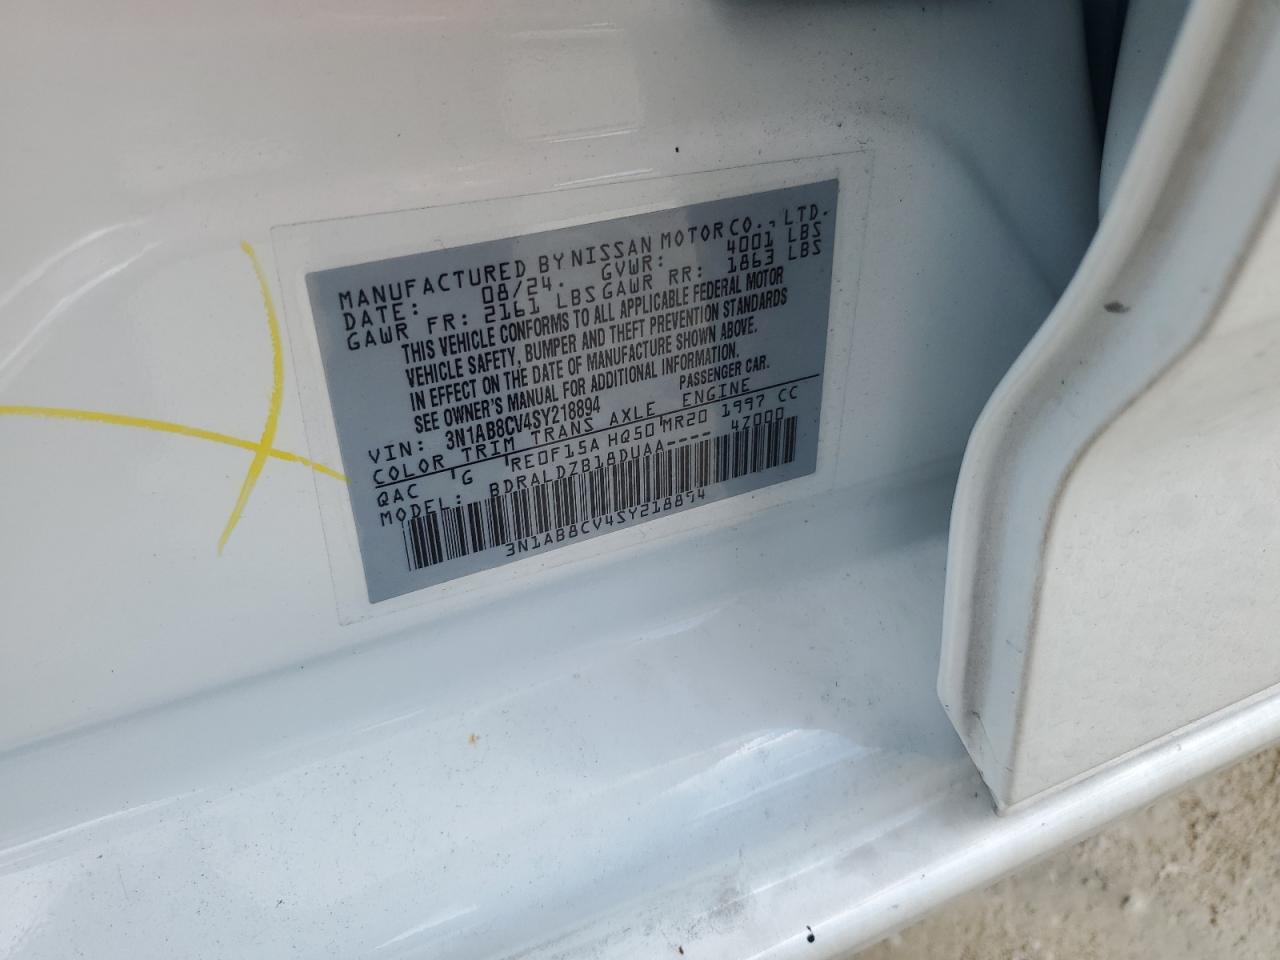 MANUFACTURED BY NISSAN MOTOR CO., LTD.
DATE: 08/24. GVWR: 4001 LBS
GAWR FR: 2161 LBS GAWR RR: 1863 LBS
THIS VEHICLE CONFORMS TO ALL APPLICABLE FEDERAL MOTOR
VEHICLE SAFETY, BUMPER AND THEFT PREVENTION STANDARDS
IN EFFECT ON THE DATE OF MANUFACTURE SHOWN ABOVE.
SEE OWNER'S MANUAL FOR ADDITIONAL INFORMATION.
VIN: 3N1AB8CV4SY218894 PASSENGER CAR.
COLOR TRIM TRANS AXLE ENGINE
QAC G RE0F15A HQ50 MR20 1997 CC
MODEL: BDRALDZB18DUAA---- 4Z000
3N1AB8CV4SY218894